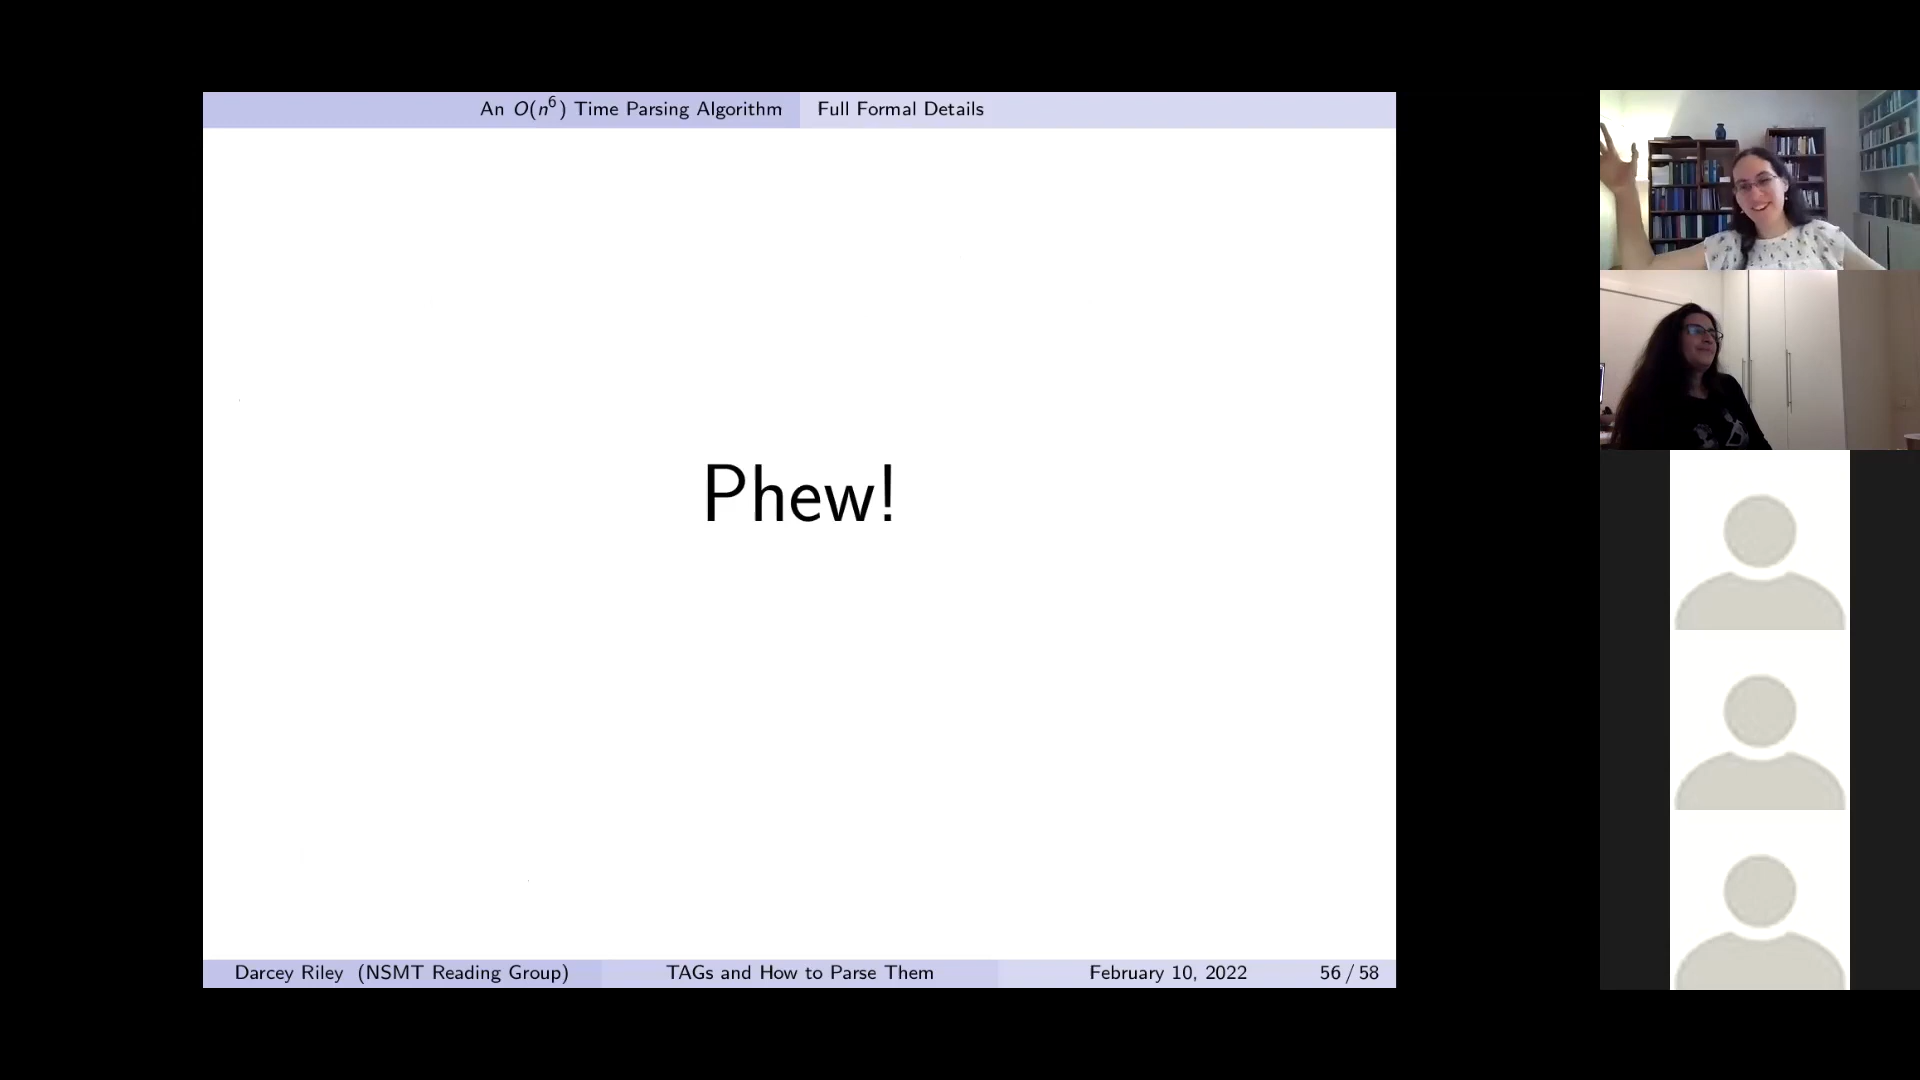 An O(n⁶) Time Parsing Algorithm Full Formal Details
Phew!
Darcey Riley (NSMT Reading Group) TAGs and How to Parse Them February 10, 2022 56 / 58